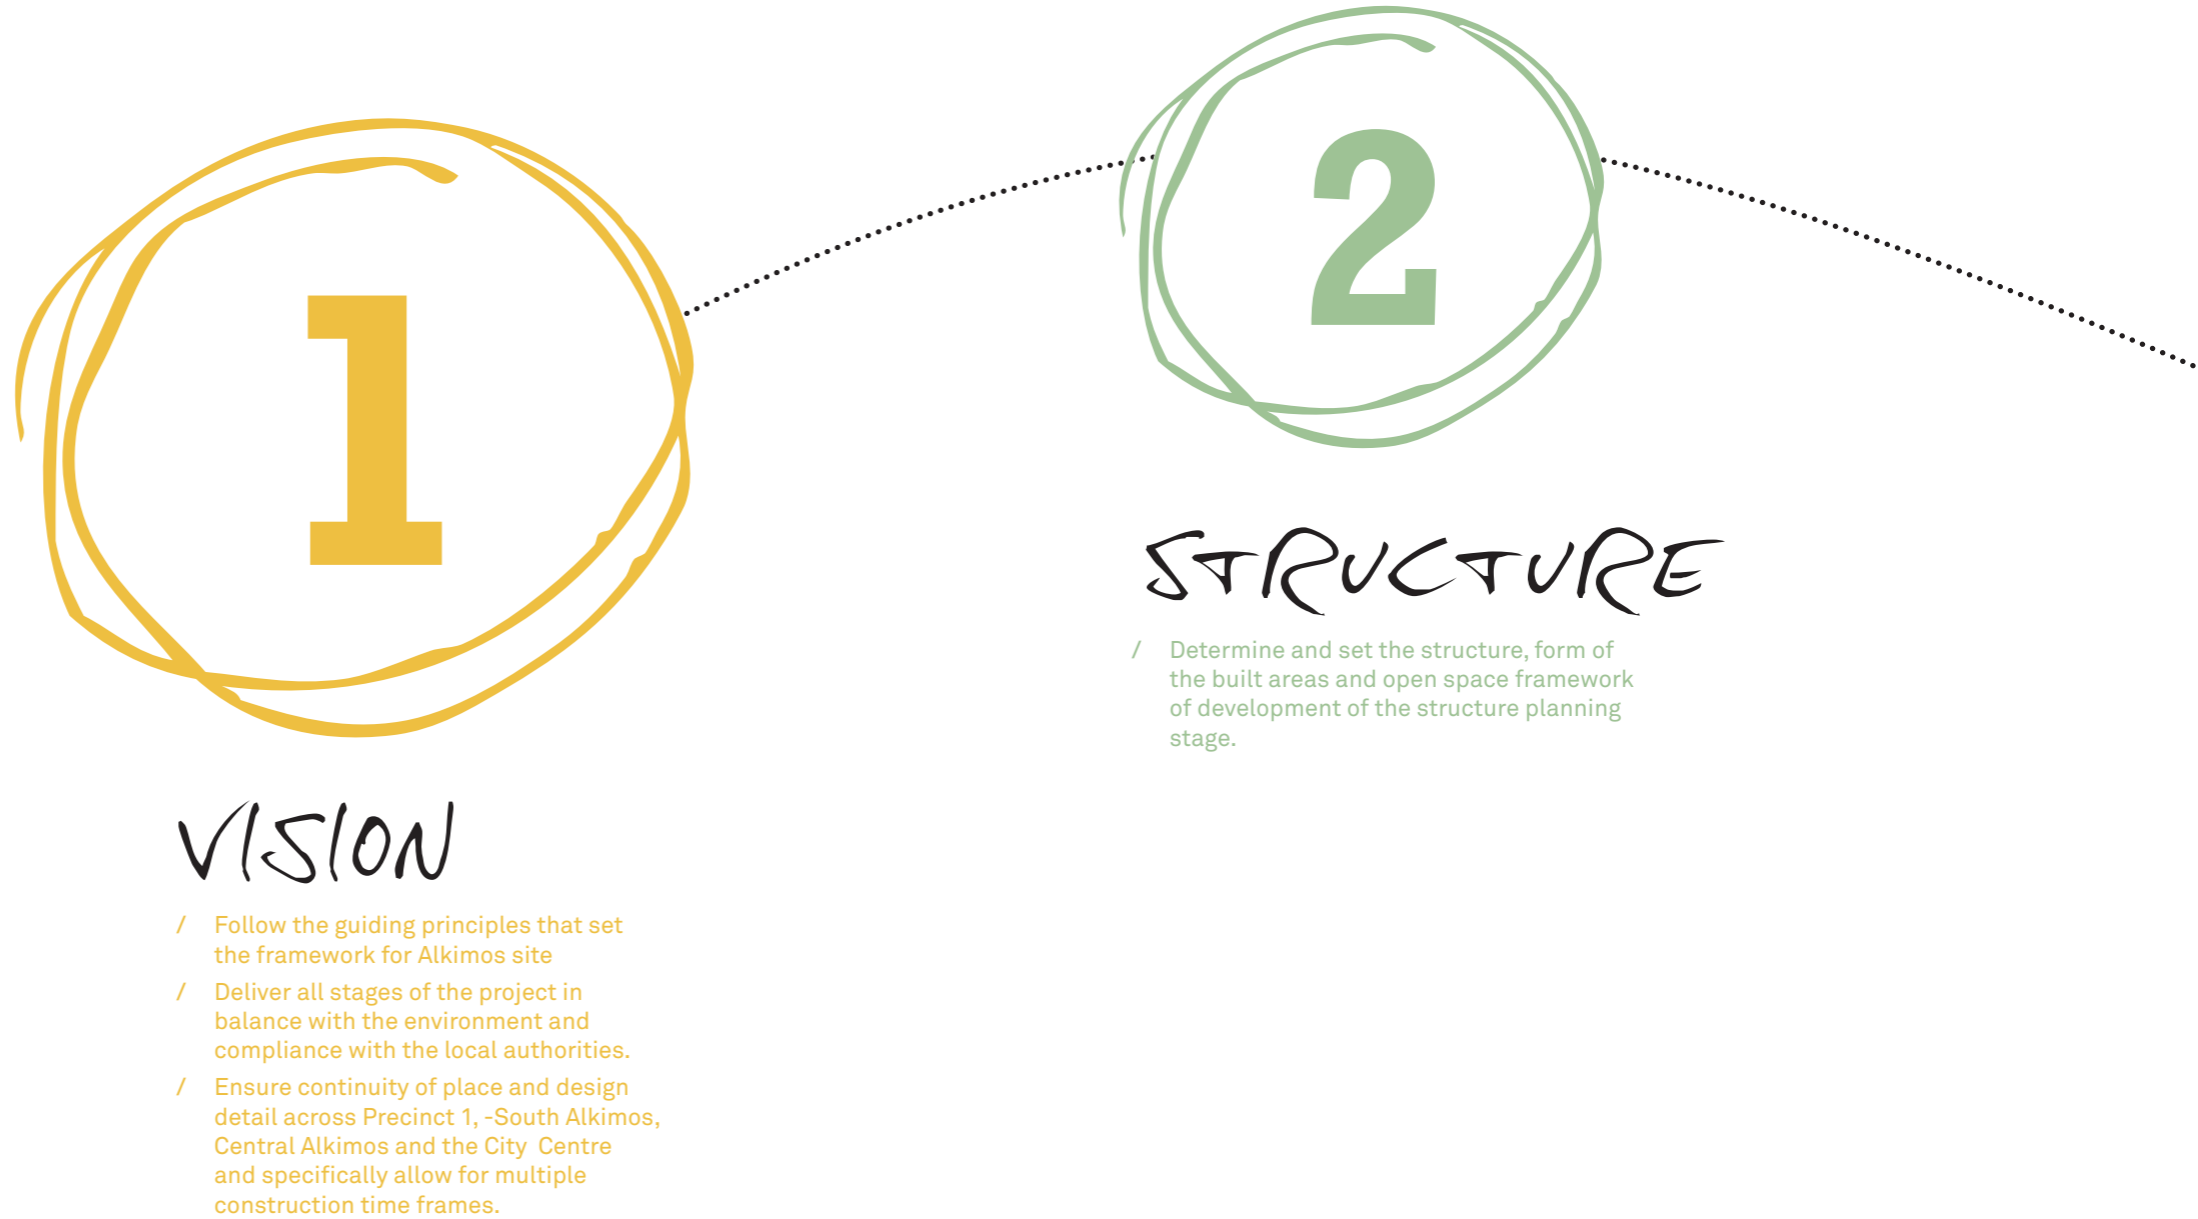 1
VISION
/ Follow the guiding principles that set
the framework for Alkimos site
/ Deliver all stages of the project in
balance with the environment and
compliance with the local authorities.
/ Ensure continuity of place and design
detail across Precinct 1, -South Alkimos,
Central Alkimos and the City  Centre
and specifically allow for multiple
construction time frames.
2
STRUCTURE
/ Determine and set the structure, form of
the built areas and open space framework
of development of the structure planning
stage.